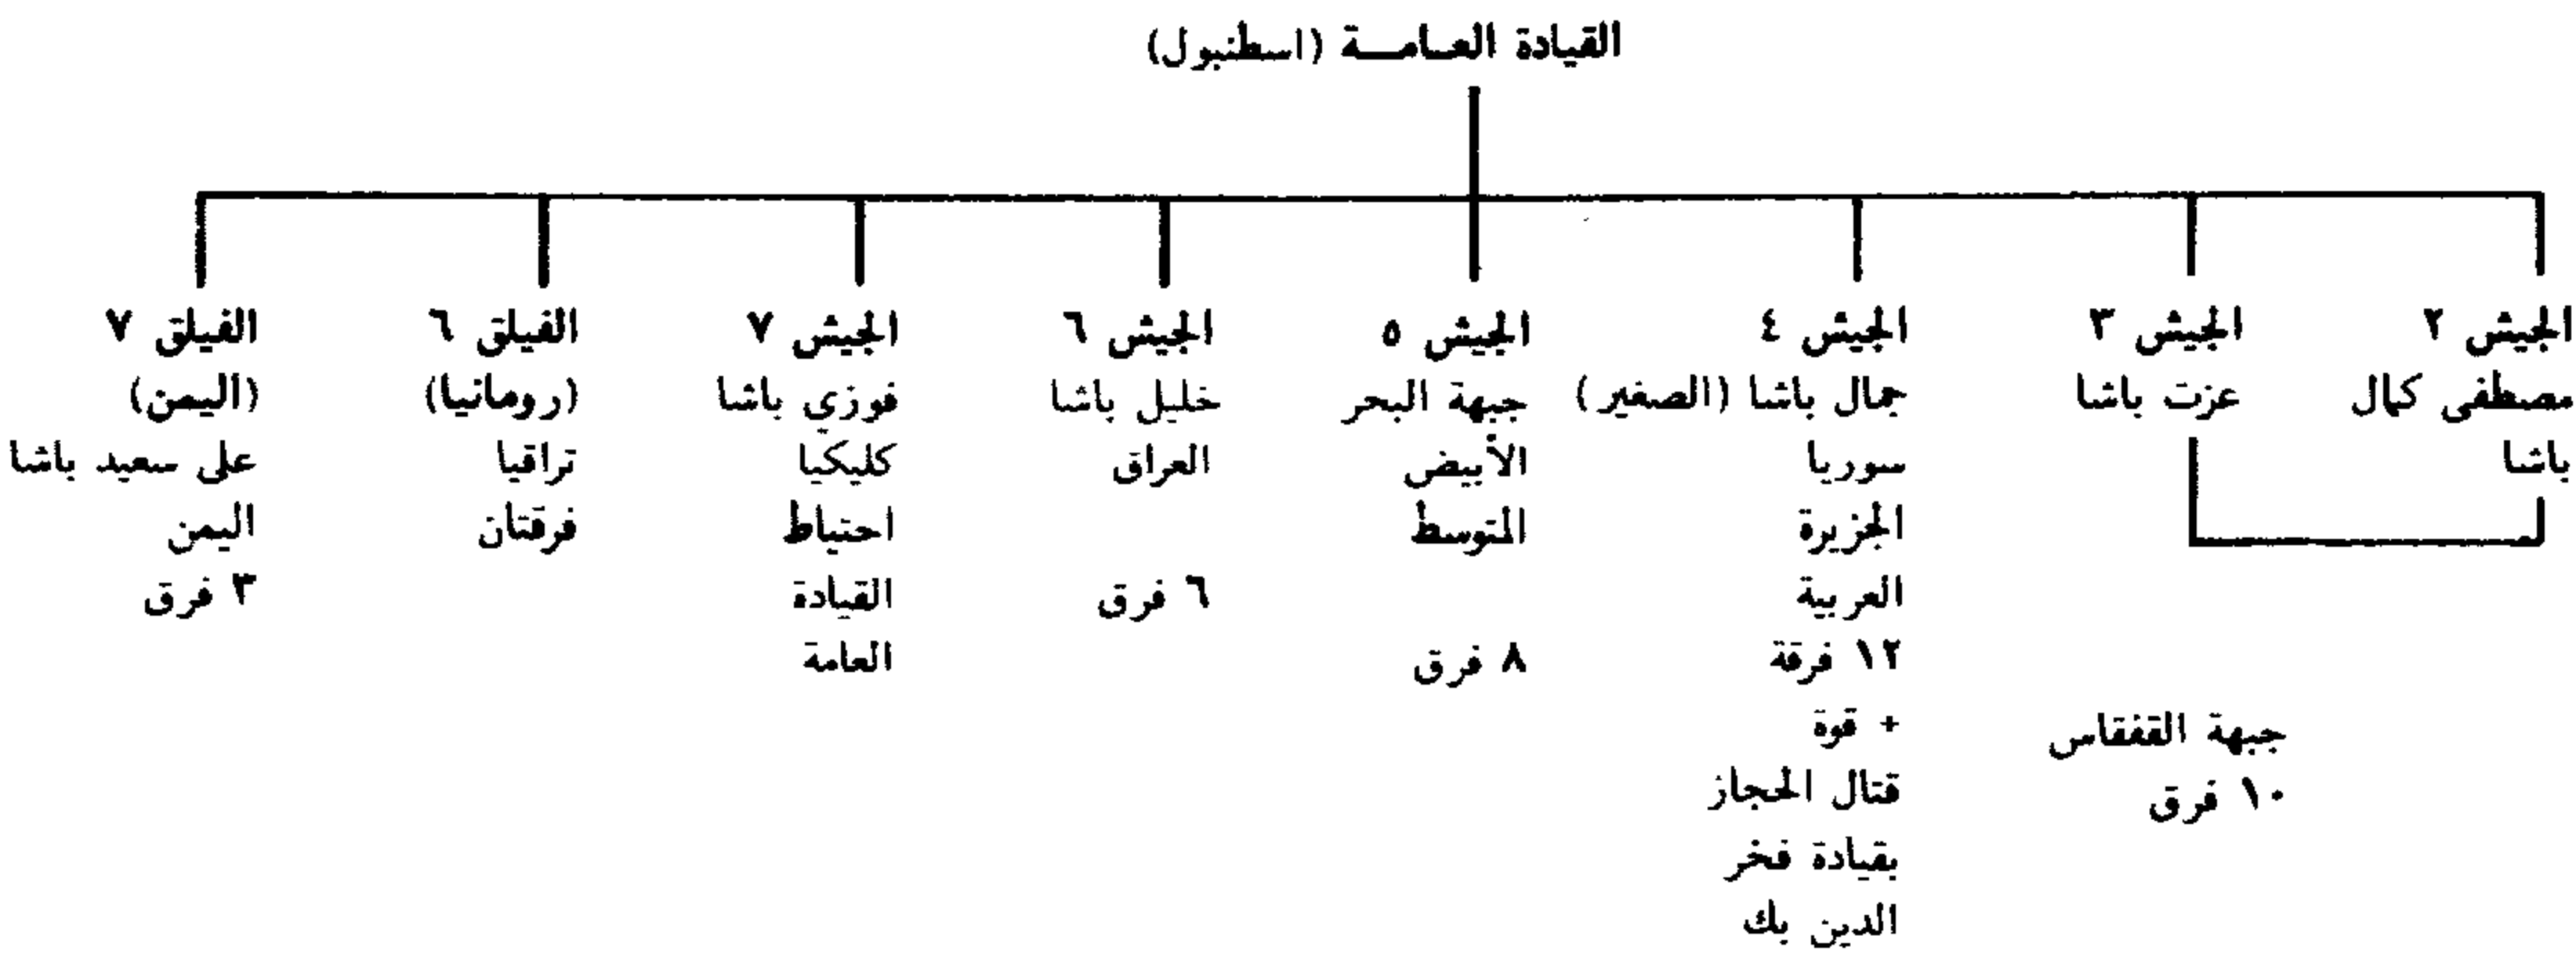 القيادة العامة (اسطنبول)
الجيش ٢
مصطفى كمال
باشا
الجيش ٣
عزت باشا
جبهة القفقاس
١٠ فرق
الجيش ٤
جمال باشا (الصغير)
سوريا
الجزيرة
العربية
١٢ فرقة
+ قوة
قتال الحجاز
بقيادة فخر
الدين بك
الجيش ٥
جبهة البحر
الأبيض
المتوسط
٨ فرق
الجيش ٦
خليل باشا
العراق
٦ فرق
الجيش ٧
فوزي باشا
كليكيا
احتياط
القيادة
العامة
الفيلق ٦
(رومانيا)
تراقيا
فرقتان
الفيلق ٧
(اليمن)
على سعيد باشا
اليمن
٣ فرق